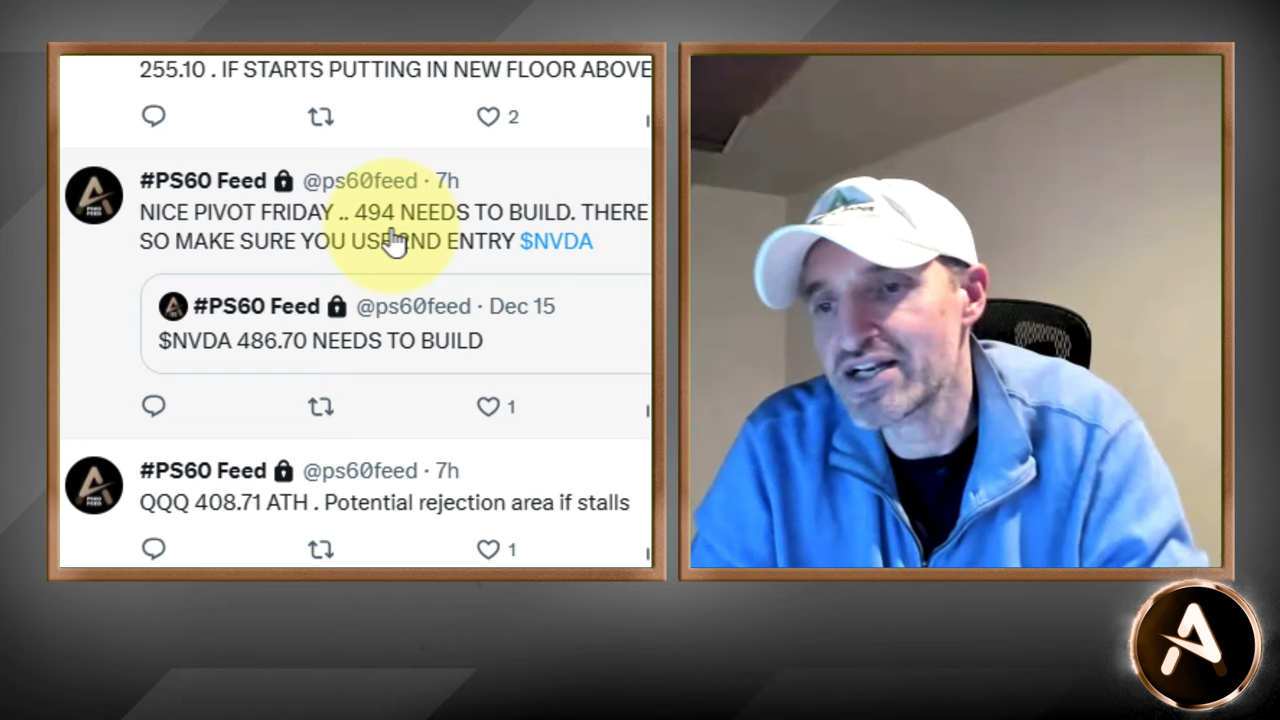 255.10 . IF STARTS PUTTING IN NEW FLOOR ABOVE
2
#PS60 Feed @ps60feed · 7h
NICE PIVOT FRIDAY .. 494 NEEDS TO BUILD. THERE
SO MAKE SURE YOU USE 2ND ENTRY $NVDA
#PS60 Feed @ps60feed · Dec 15
$NVDA 486.70 NEEDS TO BUILD
1
#PS60 Feed @ps60feed · 7h
QQQ 408.71 ATH . Potential rejection area if stalls
1